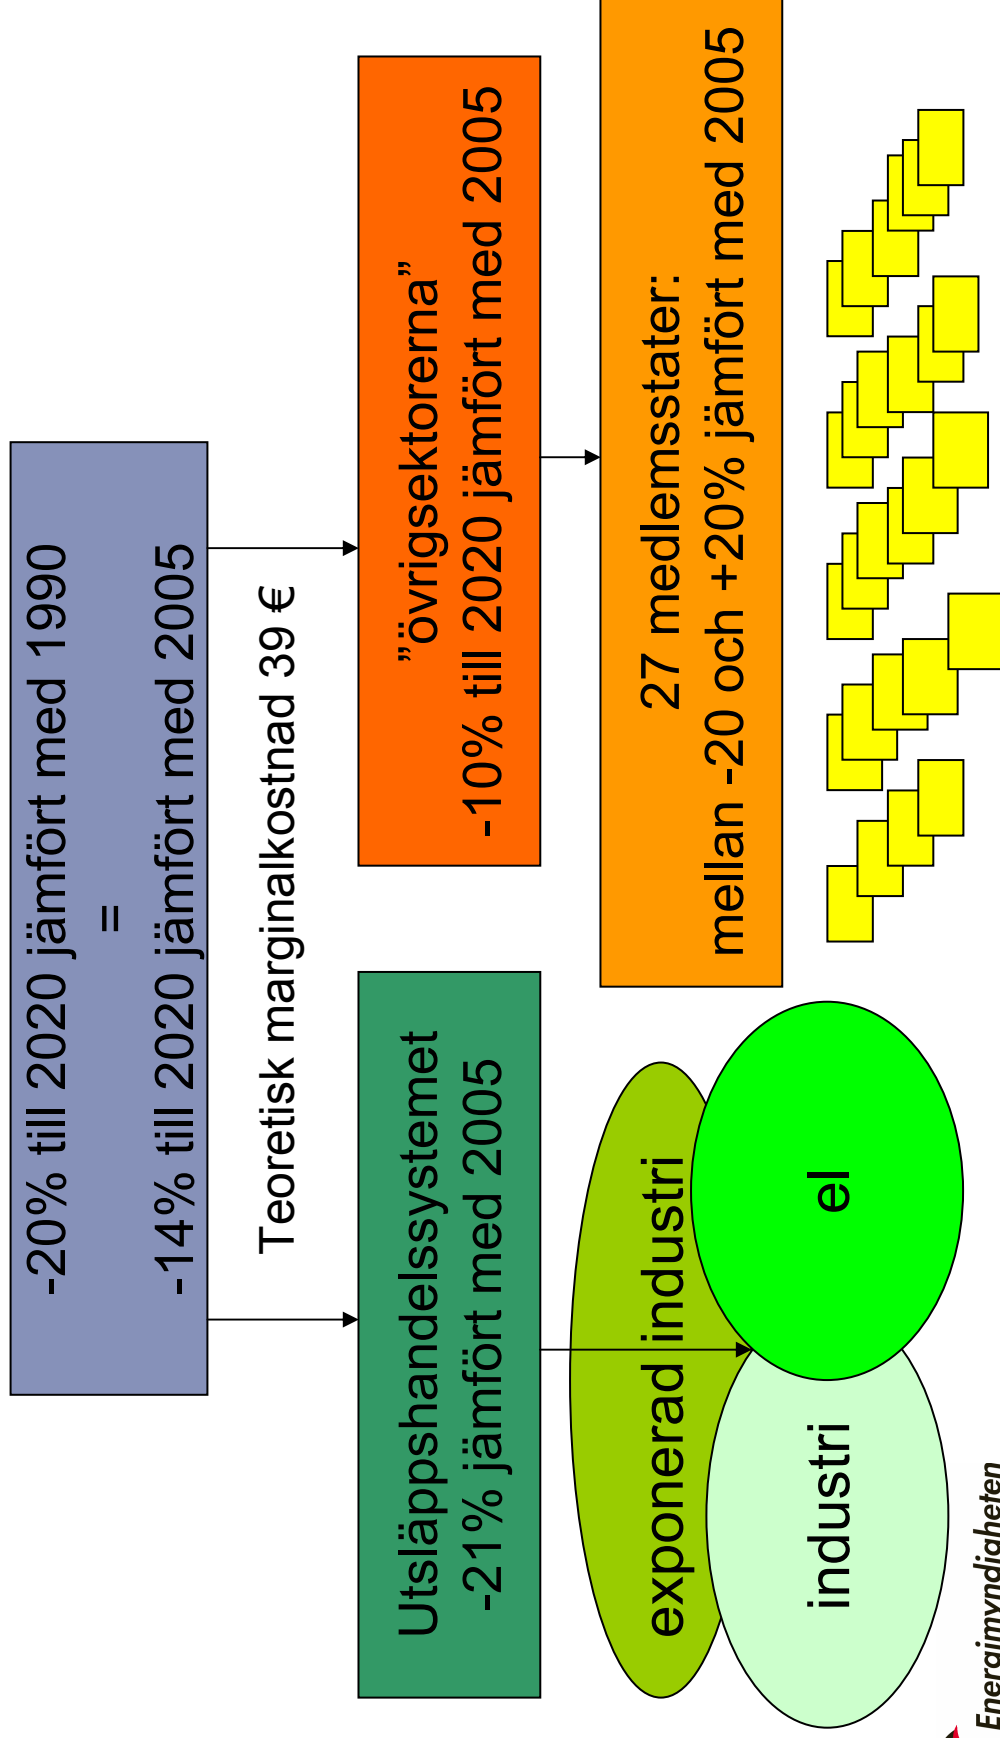 -20% till 2020 jämfört med 1990
=
-14% till 2020 jämfört med 2005
Teoretisk marginalkostnad 39 €
Utsläppshandelssystemet
-21% jämfört med 2005
”övrigsektorerna”
-10% till 2020 jämfört med 2005
27 medlemsstater:
mellan -20 och +20% jämfört med 2005
exponerad industri
industri
el
Energimyndigheten